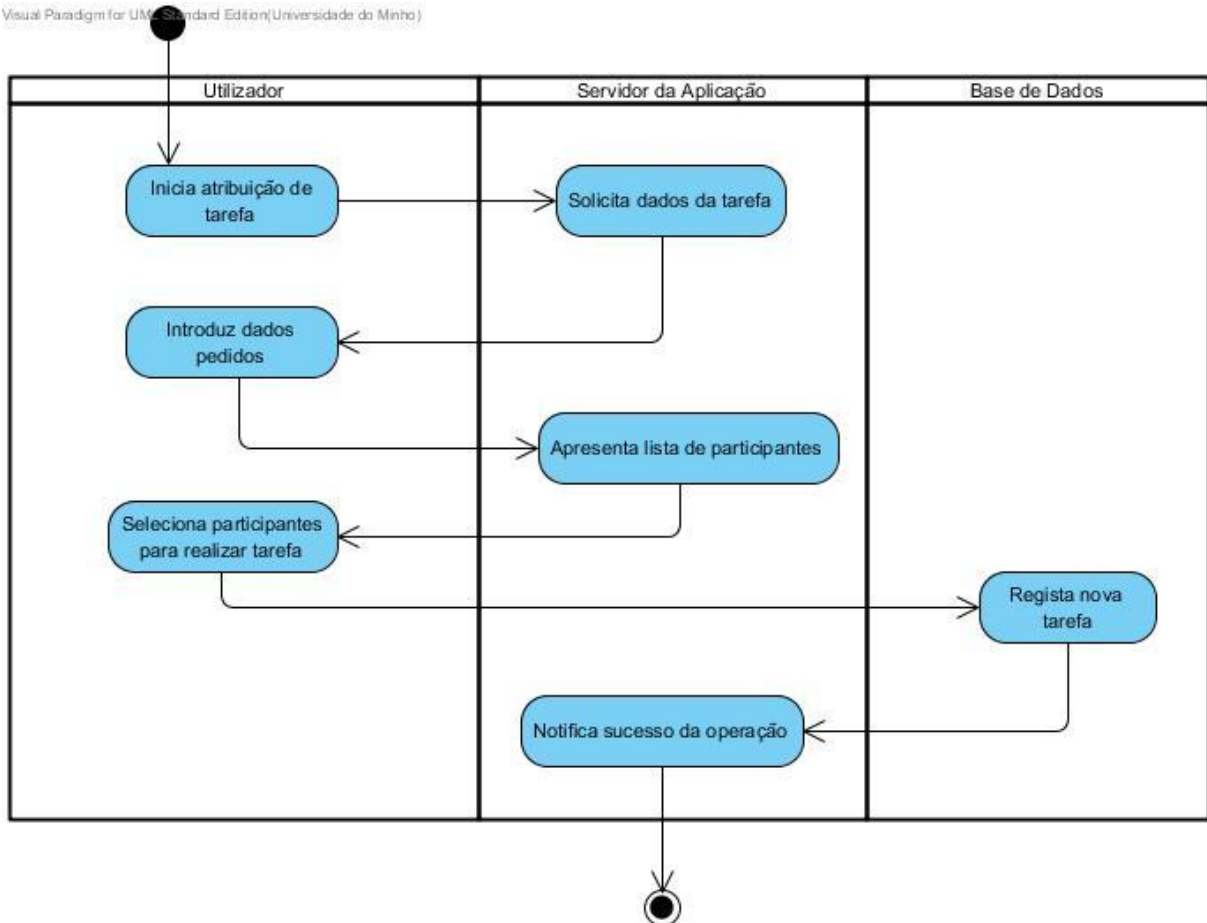 Visual Paradigm for UML Standard Edition(Universidade do Minho)
Utilizador
Servidor da Aplicação
Base de Dados
Inicia atribuição de
tarefa
Solicita dados da tarefa
Introduz dados
pedidos
Apresenta lista de participantes
Seleciona participantes
para realizar tarefa
Regista nova
tarefa
Notifica sucesso da operação